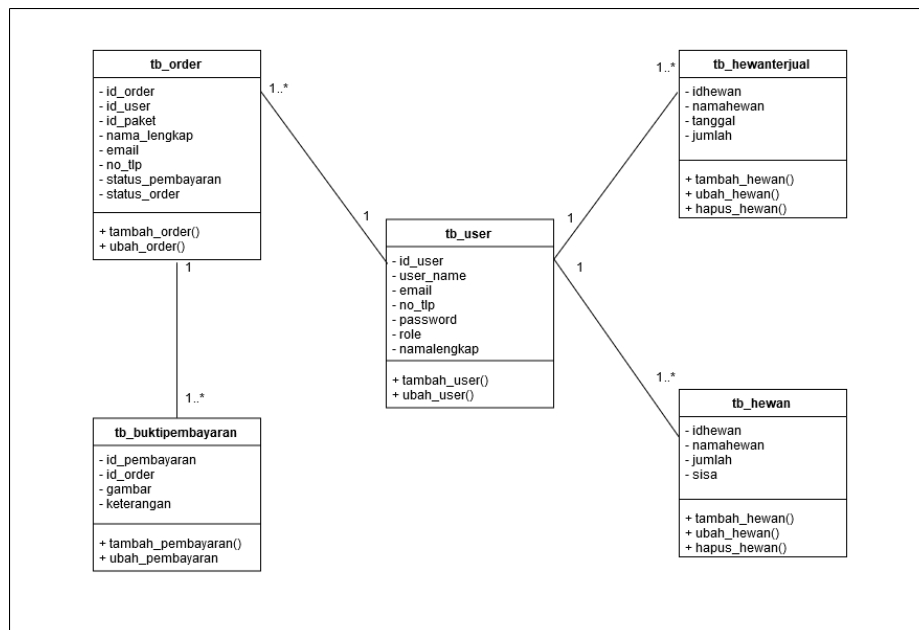 tb_order
- id_order
- id_user
- id_paket
- nama_lengkap
- email
- no_tlp
- status_pembayaran
- status_order
+ tambah_order()
+ ubah_order()
1..*
1
1
1..*
tb_buktipembayaran
- id_pembayaran
- id_order
- gambar
- keterangan
+ tambah_pembayaran()
+ ubah_pembayaran
tb_user
- id_user
- user_name
- email
- no_tlp
- password
- role
- namalengkap
+ tambah_user()
+ ubah_user()
1
1..*
tb_hewanterjual
- idhewan
- namahewan
- tanggal
- jumlah
+ tambah_hewan()
+ ubah_hewan()
+ hapus_hewan()
1
1..*
tb_hewan
- idhewan
- namahewan
- jumlah
- sisa
+ tambah_hewan()
+ ubah_hewan()
+ hapus_hewan()